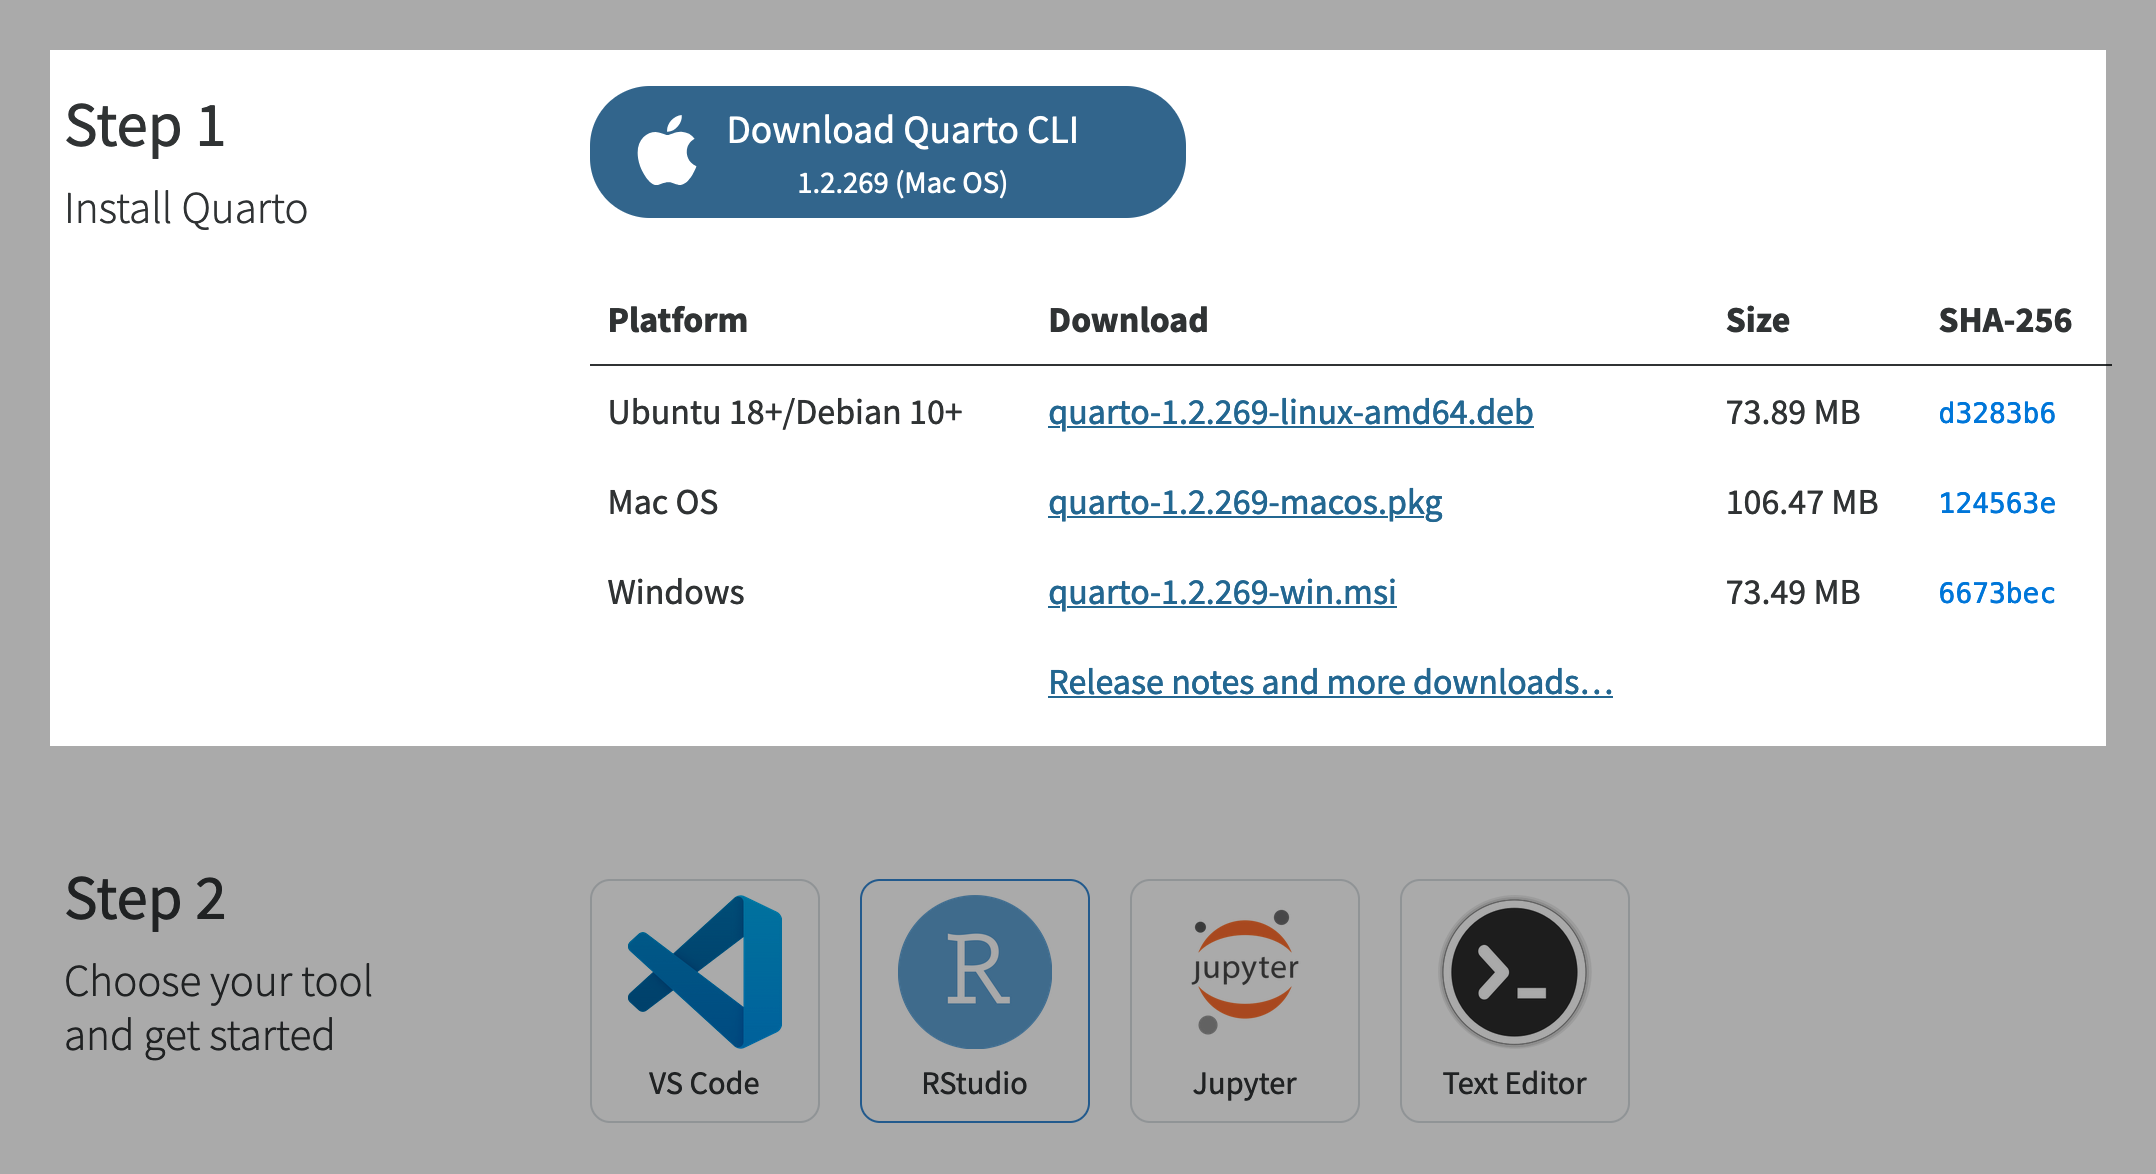 Step 1
Install Quarto
Download Quarto CLI
1.2.269 (Mac OS)
Platform Download Size SHA-256
Ubuntu 18+/Debian 10+ quarto-1.2.269-linux-amd64.deb 73.89 MB d3283b6
Mac OS quarto-1.2.269-macos.pkg 106.47 MB 124563e
Windows quarto-1.2.269-win.msi 73.49 MB 6673bec
Release notes and more downloads…
Step 2
Choose your tool
and get started
R
jupyter
VS Code RStudio Jupyter Text Editor